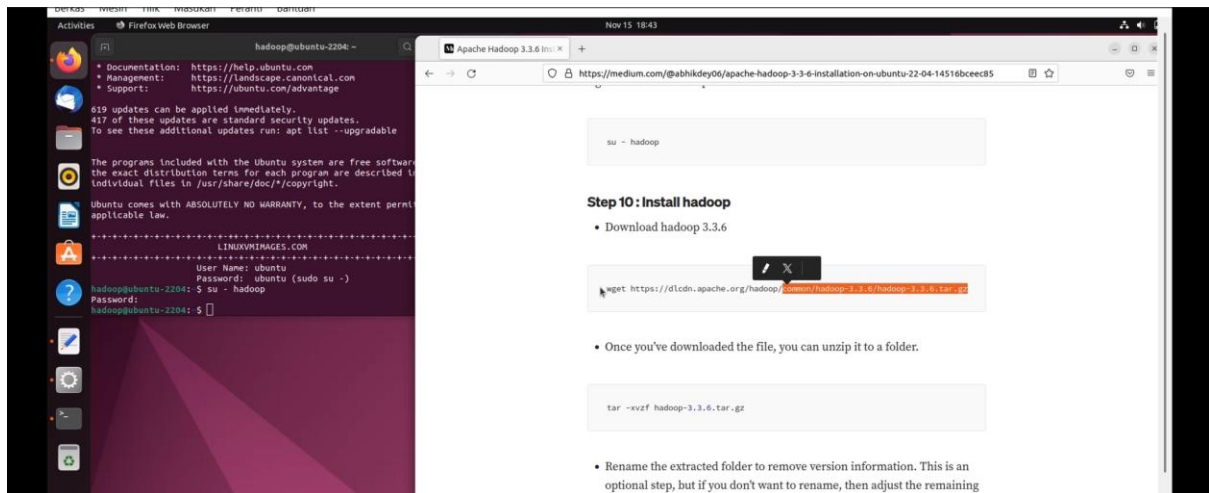 Berkas Mesin Tilik Masukan Peranti Bantuan
Activities Firefox Web Browser Nov 15 18:43
hadoop@ubuntu-2204: ~
* Documentation: https://help.ubuntu.com
* Management: https://landscape.canonical.com
* Support: https://ubuntu.com/advantage
619 updates can be applied immediately.
417 of these updates are standard security updates.
To see these additional updates run: apt list --upgradable
The programs included with the Ubuntu system are free software
the exact distribution terms for each program are described i
individual files in /usr/share/doc/*/copyright.
Ubuntu comes with ABSOLUTELY NO WARRANTY, to the extent permi
applicable law.
+-+-+-+-+-+-+-+-+-+-+-+-+-+-+-+-+-+-+-+-+-+-+-+-+-+-+-+-+-+-
LINUXVMIMAGES.COM
+-+-+-+-+-+-+-+-+-+-+-+-+-+-+-+-+-+-+-+-+-+-+-+-+-+-+-+-+-+-
User Name: ubuntu
Password: ubuntu (sudo su -)
hadoop@ubuntu-2204:~$ su - hadoop
Password:
hadoop@ubuntu-2204:~$
Apache Hadoop 3.3.6 Ins
https://medium.com/@abhikdey06/apache-hadoop-3-3-6-installation-on-ubuntu-22-04-14516bceec85
su - hadoop
Step 10 : Install hadoop
• Download hadoop 3.3.6
wget https://dlcdn.apache.org/hadoop/common/hadoop-3.3.6/hadoop-3.3.6.tar.gz
• Once you've downloaded the file, you can unzip it to a folder.
tar -xvzf hadoop-3.3.6.tar.gz
• Rename the extracted folder to remove version information. This is an
optional step, but if you don't want to rename, then adjust the remaining